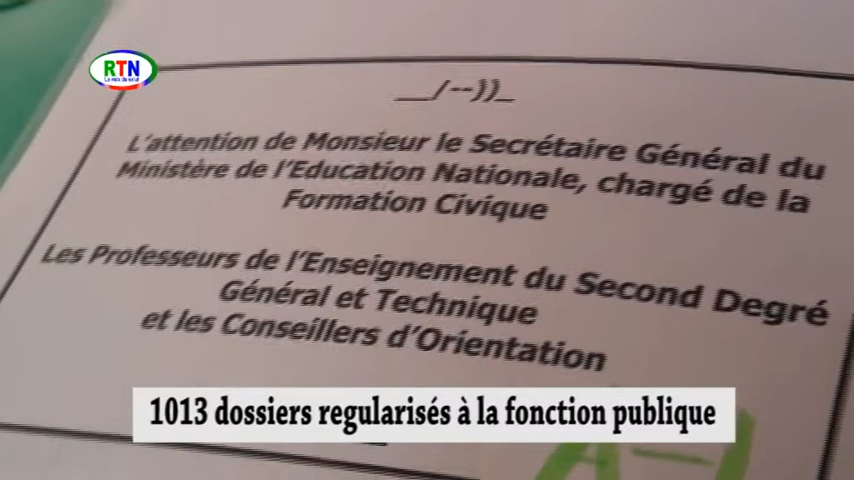 RTN
__/--))_
L'attention de Monsieur le Secrétaire Général du
Ministère de l'Education Nationale, chargé de la
Formation Civique
Les Professeurs de l'Enseignement du Second Degré
Général et Technique
et les Conseillers d'Orientation
1013 dossiers regularisés à la fonction publique